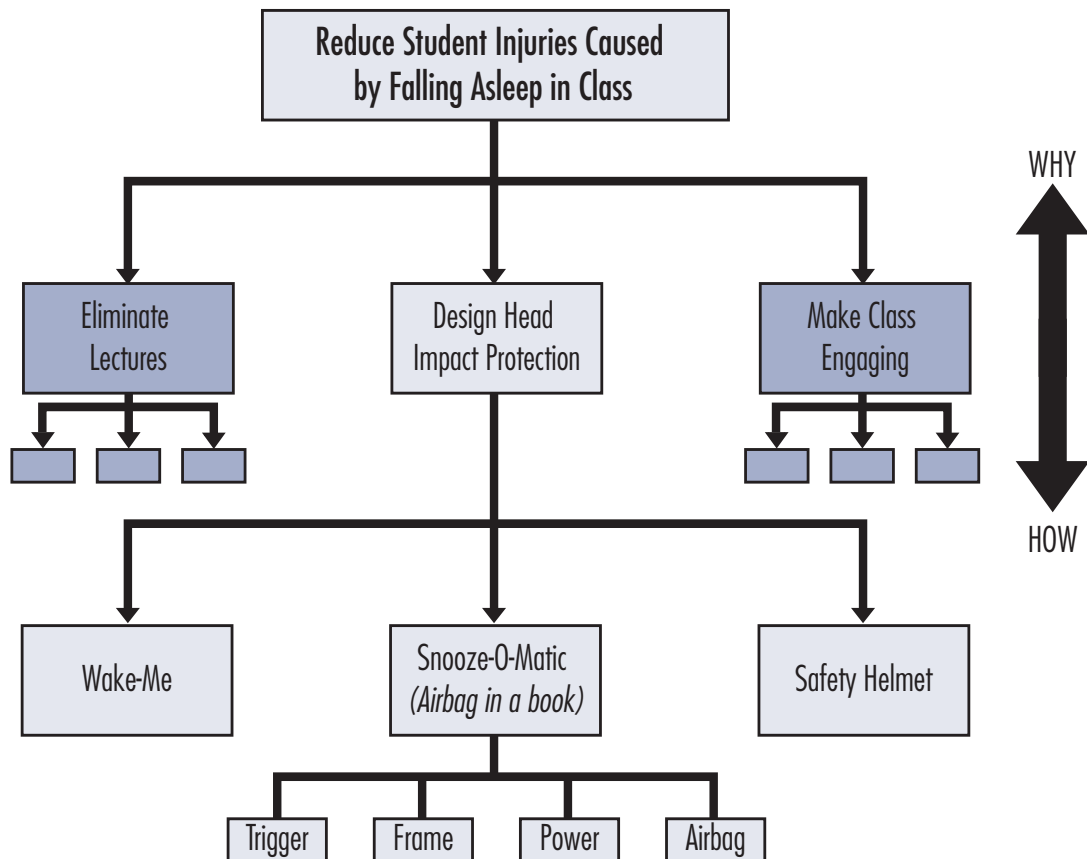 Reduce Student Injuries Caused
by Falling Asleep in Class
WHY
Eliminate
Lectures
Design Head
Impact Protection
Make Class
Engaging
HOW
Wake-Me
Snooze-O-Matic
(Airbag in a book)
Safety Helmet
Trigger
Frame
Power
Airbag